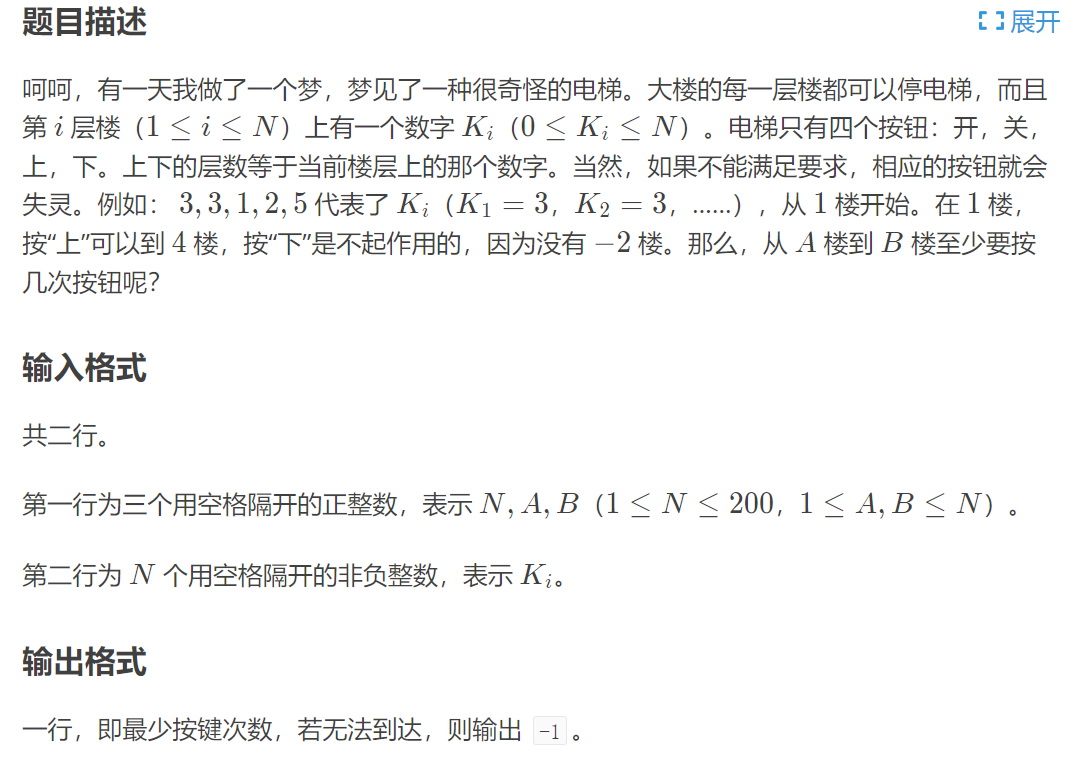 题目描述
展开
呵呵，有一天我做了一个梦，梦见了一种很奇怪的电梯。大楼的每一层楼都可以停电梯，而且
第 i 层楼（1 ≤ i ≤ N）上有一个数字 K_i（0 ≤ K_i ≤ N）。电梯只有四个按钮：开，关，
上，下。上下的层数等于当前楼层上的那个数字。当然，如果不能满足要求，相应的按钮就会
失灵。例如： 3, 3, 1, 2, 5 代表了 K_i（K_1 = 3，K_2 = 3，……），从 1 楼开始。在 1 楼，
按“上”可以到 4 楼，按“下”是不起作用的，因为没有 −2 楼。那么，从 A 楼到 B 楼至少要按
几次按钮呢？
输入格式
共二行。
第一行为三个用空格隔开的正整数，表示 N, A, B（1 ≤ N ≤ 200，1 ≤ A, B ≤ N）。
第二行为 N 个用空格隔开的非负整数，表示 K_i。
输出格式
一行，即最少按键次数，若无法到达，则输出 -1 。